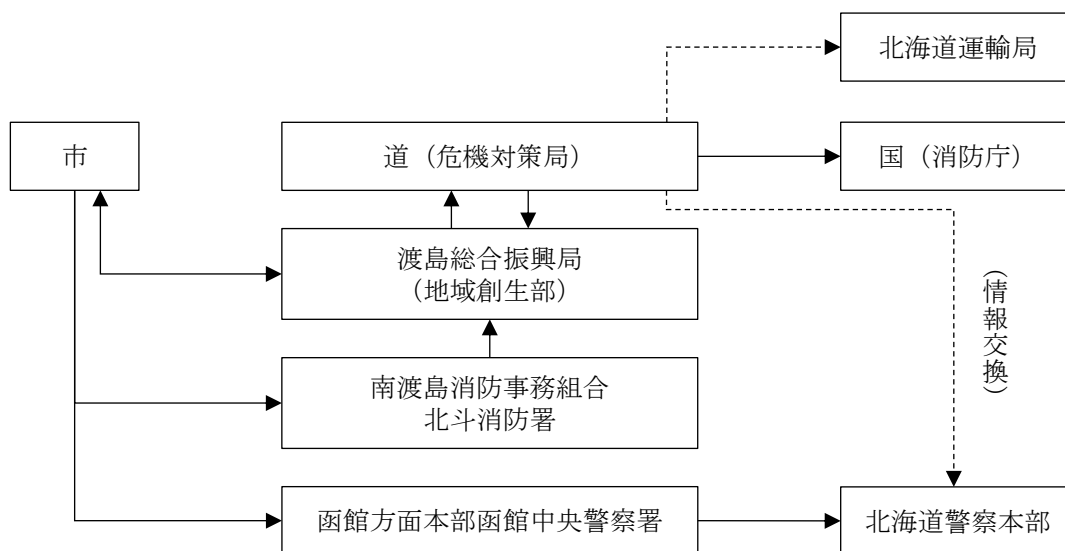 北海道運輸局
市
道（危機対策局）
国（消防庁）
渡島総合振興局
（地域創生部）
（情報交換）
南渡島消防事務組合
北斗消防署
函館方面本部函館中央警察署
北海道警察本部